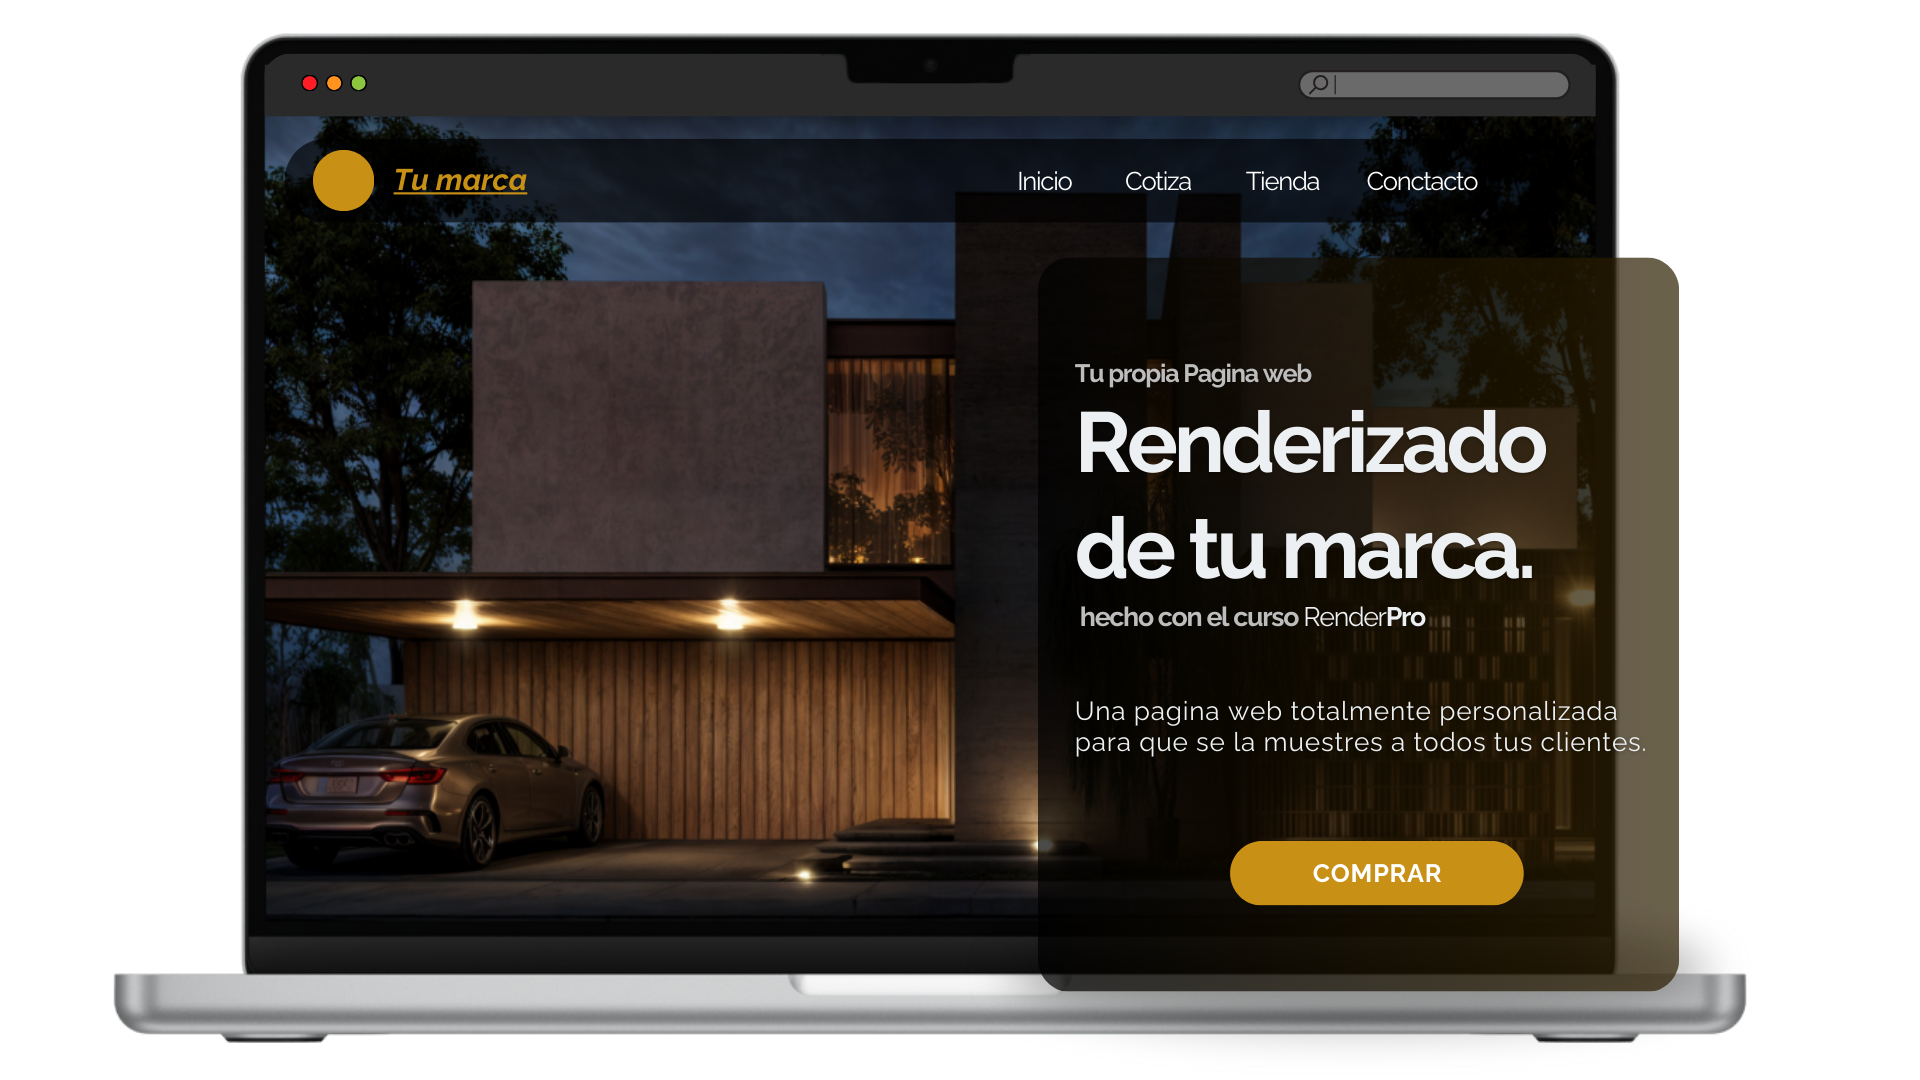 Tu marca
Inicio Cotiza Tienda Conctacto
Tu propia Pagina web
Renderizado
de tu marca.
hecho con el curso RenderPro
Una pagina web totalmente personalizada
para que se la muestres a todos tus clientes.
COMPRAR